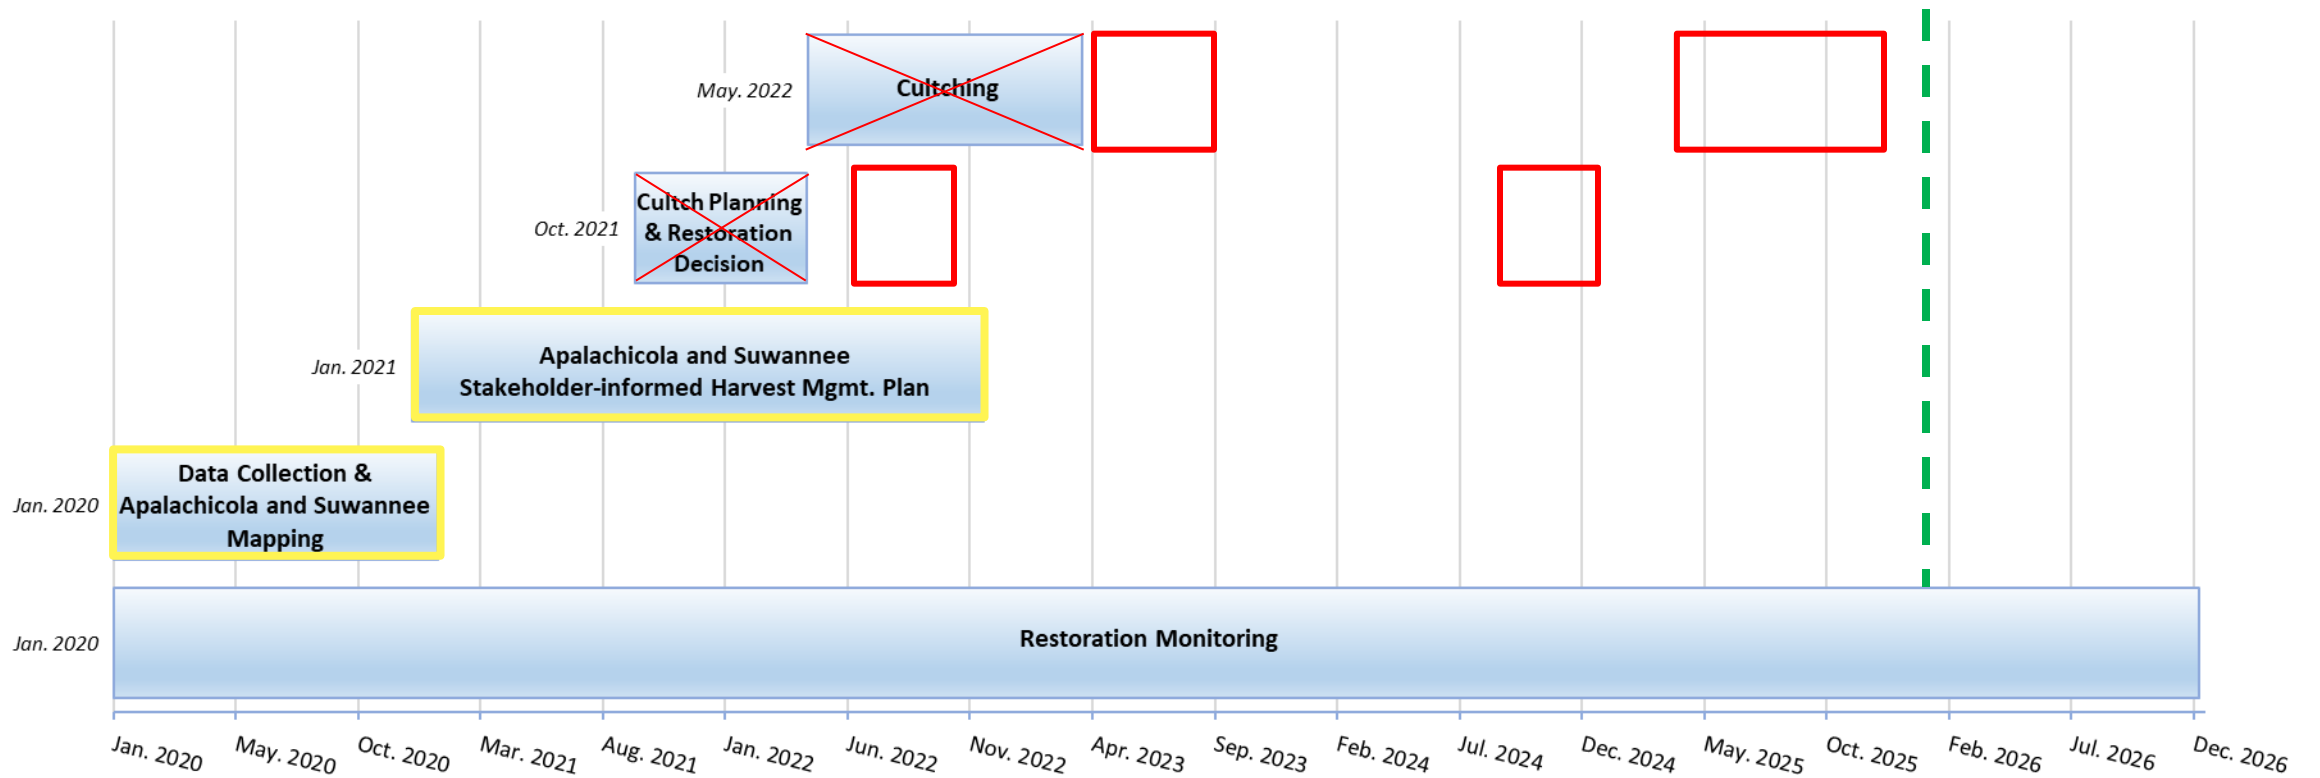 May. 2022
Cultching
Oct. 2021
Cultch Planning
& Restoration
Decision
Jan. 2021
Apalachicola and Suwannee
Stakeholder-informed Harvest Mgmt. Plan
Jan. 2020
Data Collection &
Apalachicola and Suwannee
Mapping
Jan. 2020
Restoration Monitoring
Jan. 2020
May. 2020
Oct. 2020
Mar. 2021
Aug. 2021
Jan. 2022
Jun. 2022
Nov. 2022
Apr. 2023
Sep. 2023
Feb. 2024
Jul. 2024
Dec. 2024
May. 2025
Oct. 2025
Feb. 2026
Jul. 2026
Dec. 2026